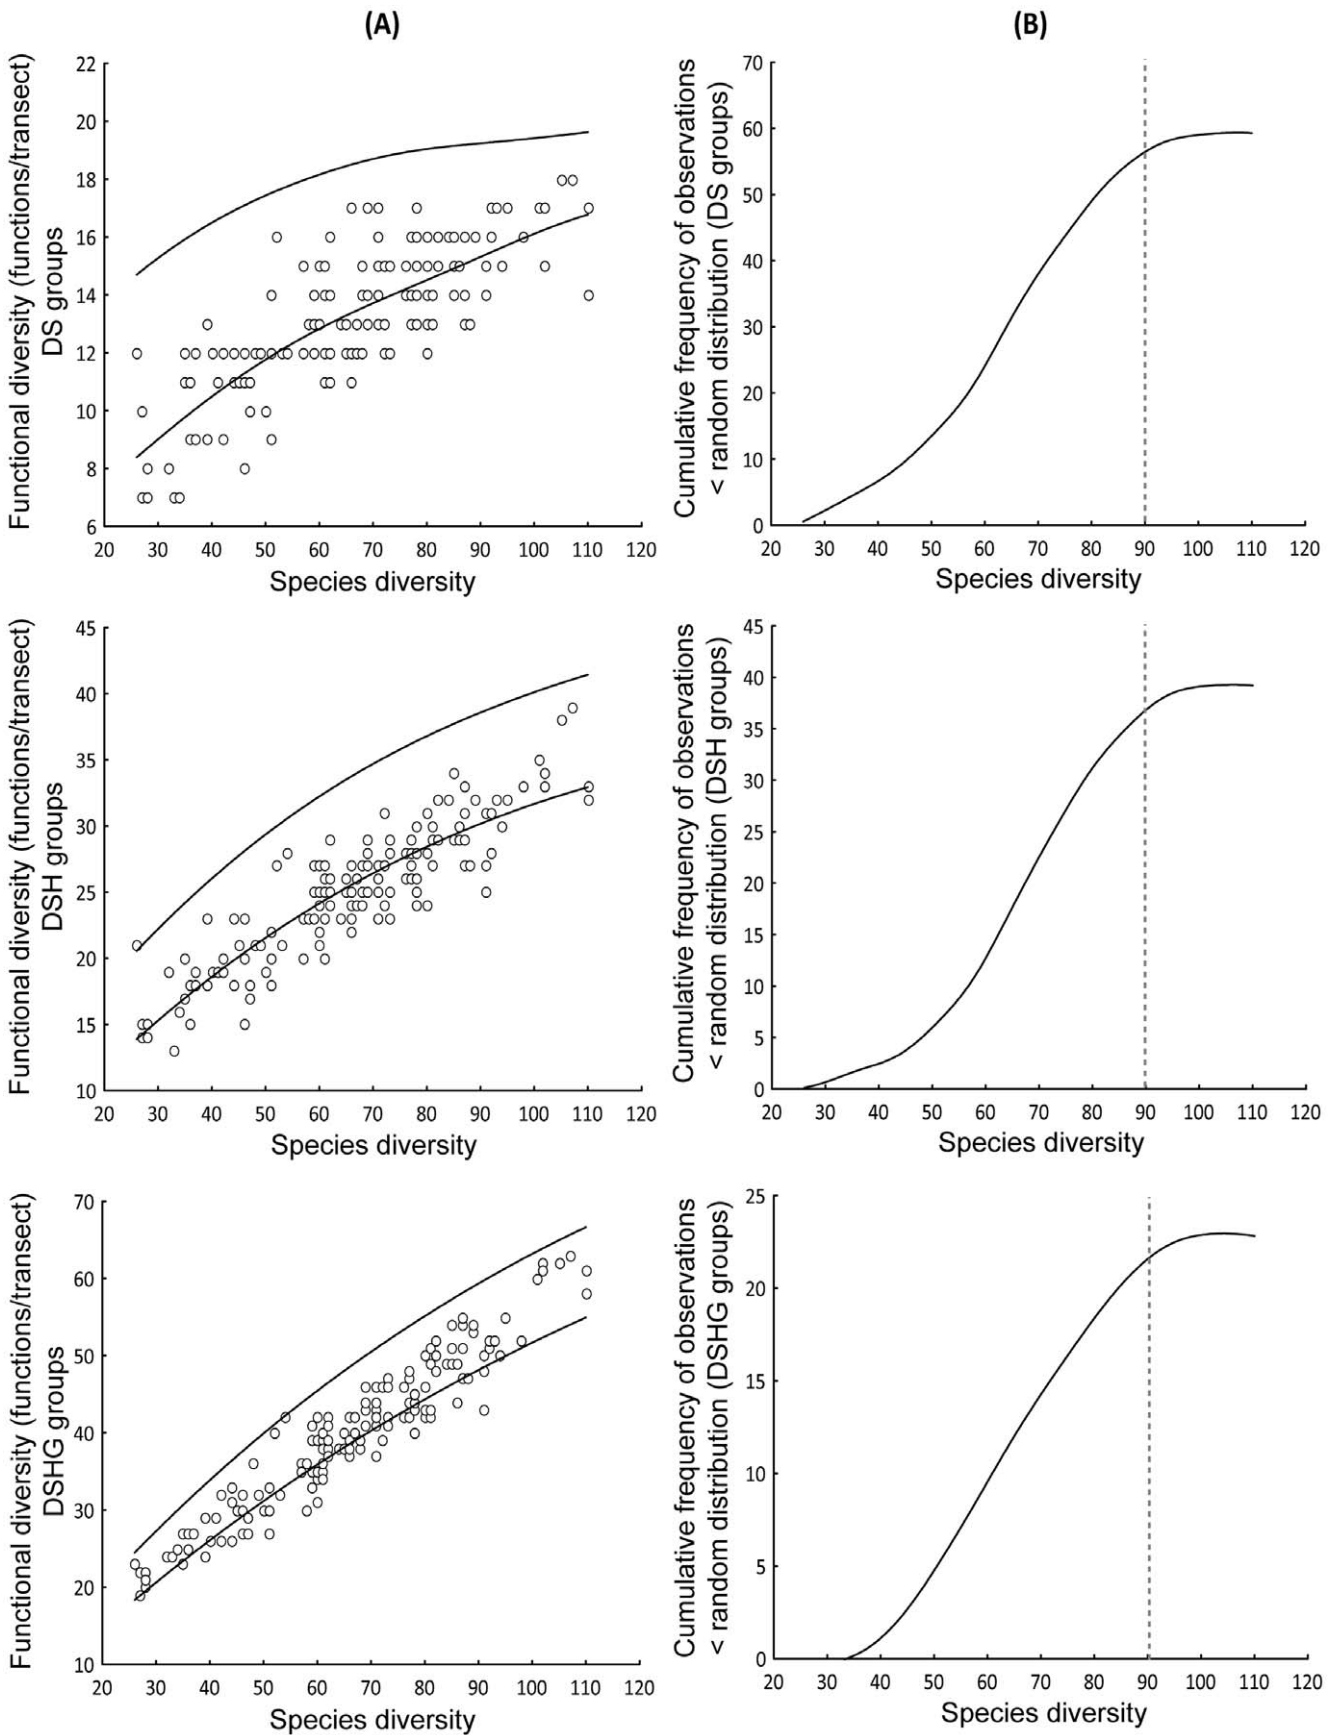 (A)
Functional diversity (functions/transect)
DS groups
22
20
18
16
14
12
10
8
6
20 30 40 50 60 70 80 90 100 110 120
Species diversity
(B)
Cumulative frequency of observations
< random distribution (DS groups)
70
60
50
40
30
20
10
0
20 30 40 50 60 70 80 90 100 110 120
Species diversity
Functional diversity (functions/transect)
DSH groups
45
40
35
30
25
20
15
10
20 30 40 50 60 70 80 90 100 110 120
Species diversity
Cumulative frequency of observations
< random distribution (DSH groups)
45
40
35
30
25
20
15
10
5
0
20 30 40 50 60 70 80 90 100 110 120
Species diversity
Functional diversity (functions/transect)
DSHG groups
70
60
50
40
30
20
10
20 30 40 50 60 70 80 90 100 110 120
Species diversity
Cumulative frequency of observations
< random distribution (DSHG groups)
25
20
15
10
5
0
20 30 40 50 60 70 80 90 100 110 120
Species diversity